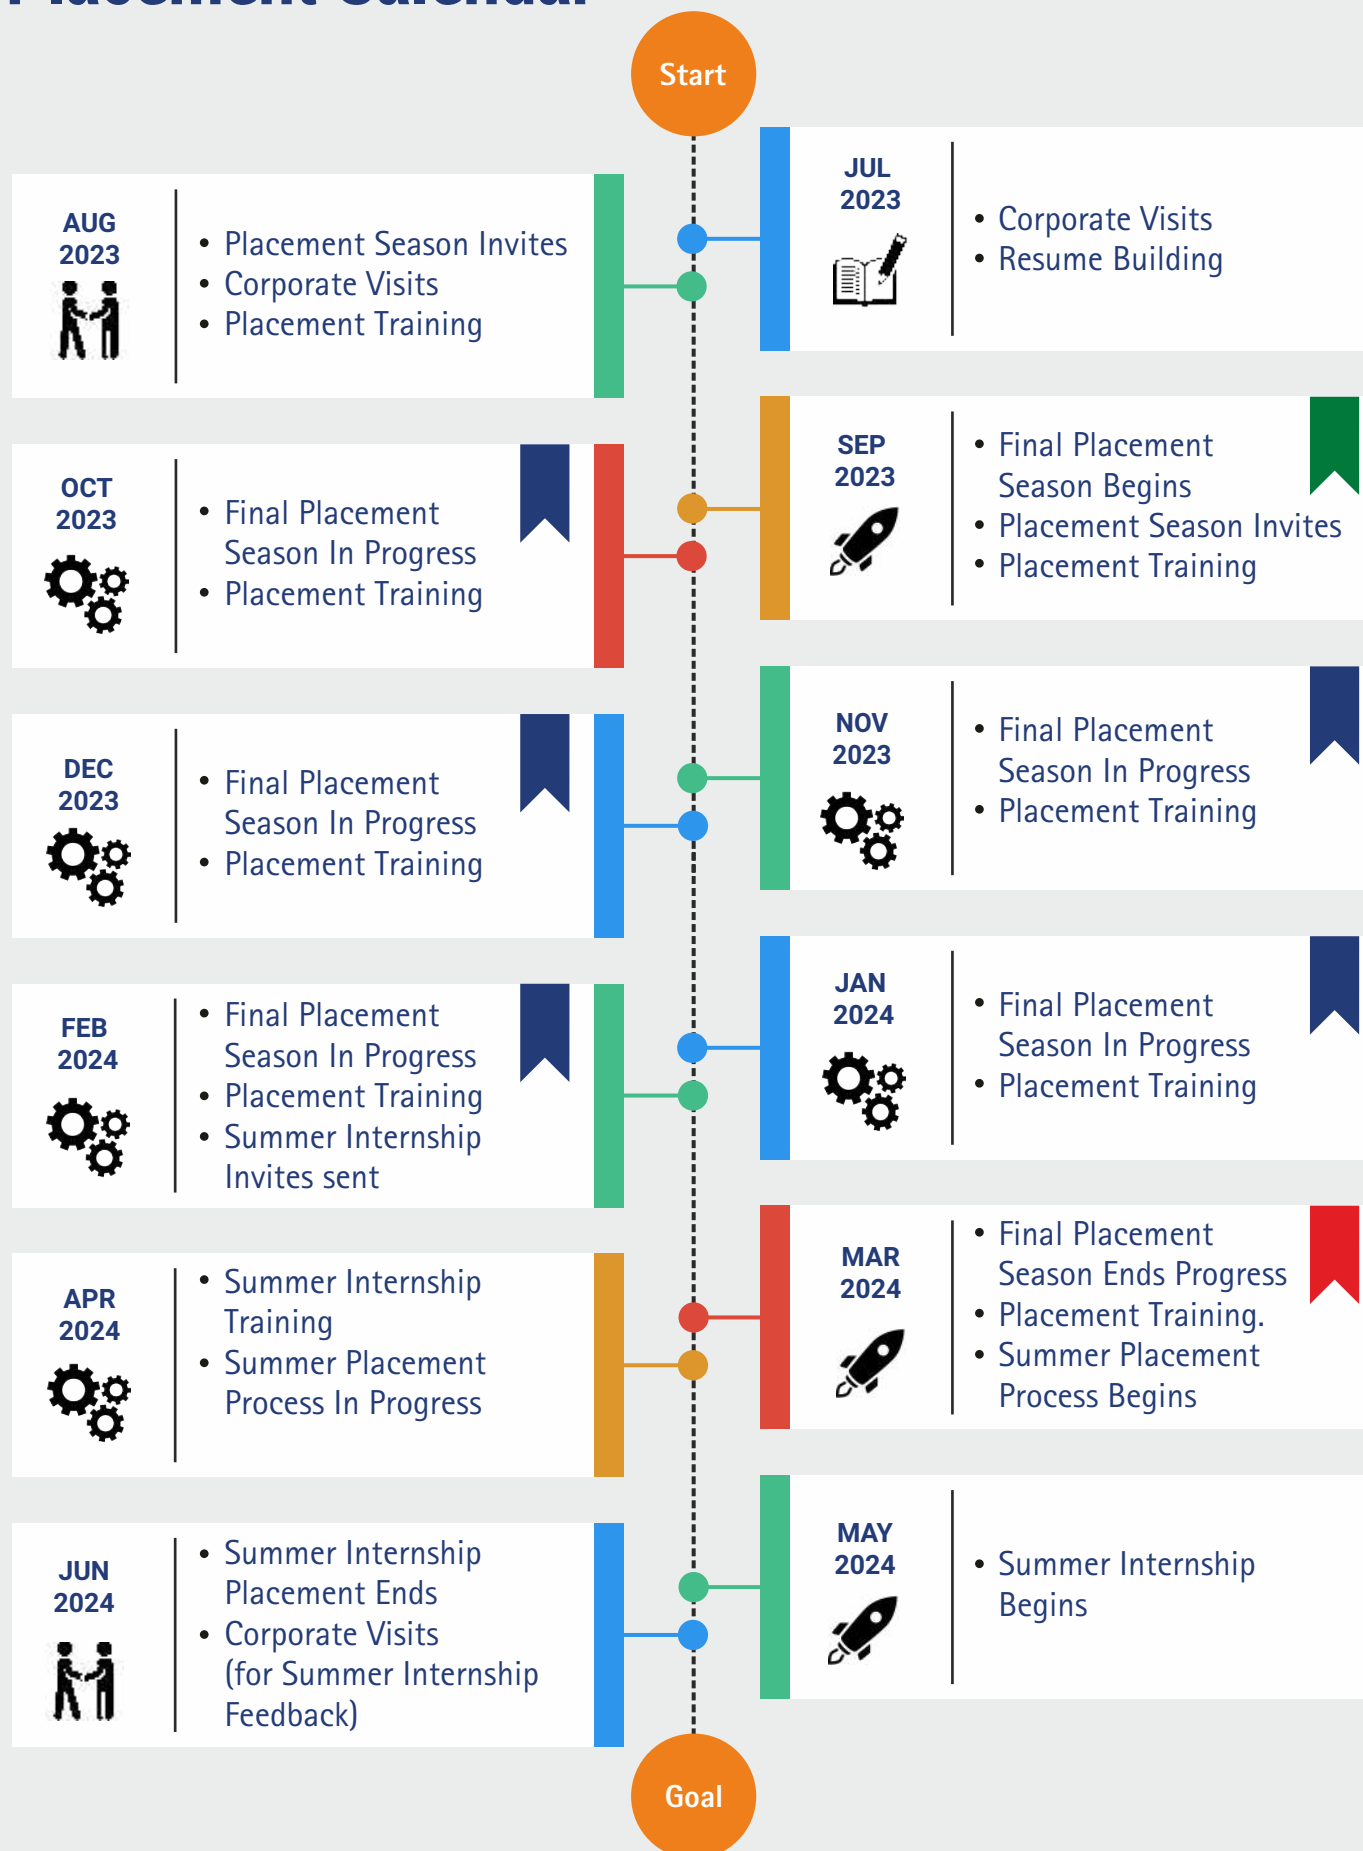 Placement Calendar
Start
JUL
2023
• Corporate Visits
• Resume Building
AUG
2023
• Placement Season Invites
• Corporate Visits
• Placement Training
SEP
2023
• Final Placement
Season Begins
• Placement Season Invites
• Placement Training
OCT
2023
• Final Placement
Season In Progress
• Placement Training
NOV
2023
• Final Placement
Season In Progress
• Placement Training
DEC
2023
• Final Placement
Season In Progress
• Placement Training
JAN
2024
• Final Placement
Season In Progress
• Placement Training
FEB
2024
• Final Placement
Season In Progress
• Placement Training
• Summer Internship
Invites sent
MAR
2024
• Final Placement
Season Ends Progress
• Placement Training.
• Summer Placement
Process Begins
APR
2024
• Summer Internship
Training
• Summer Placement
Process In Progress
MAY
2024
• Summer Internship
Begins
JUN
2024
• Summer Internship
Placement Ends
• Corporate Visits
(for Summer Internship
Feedback)
Goal